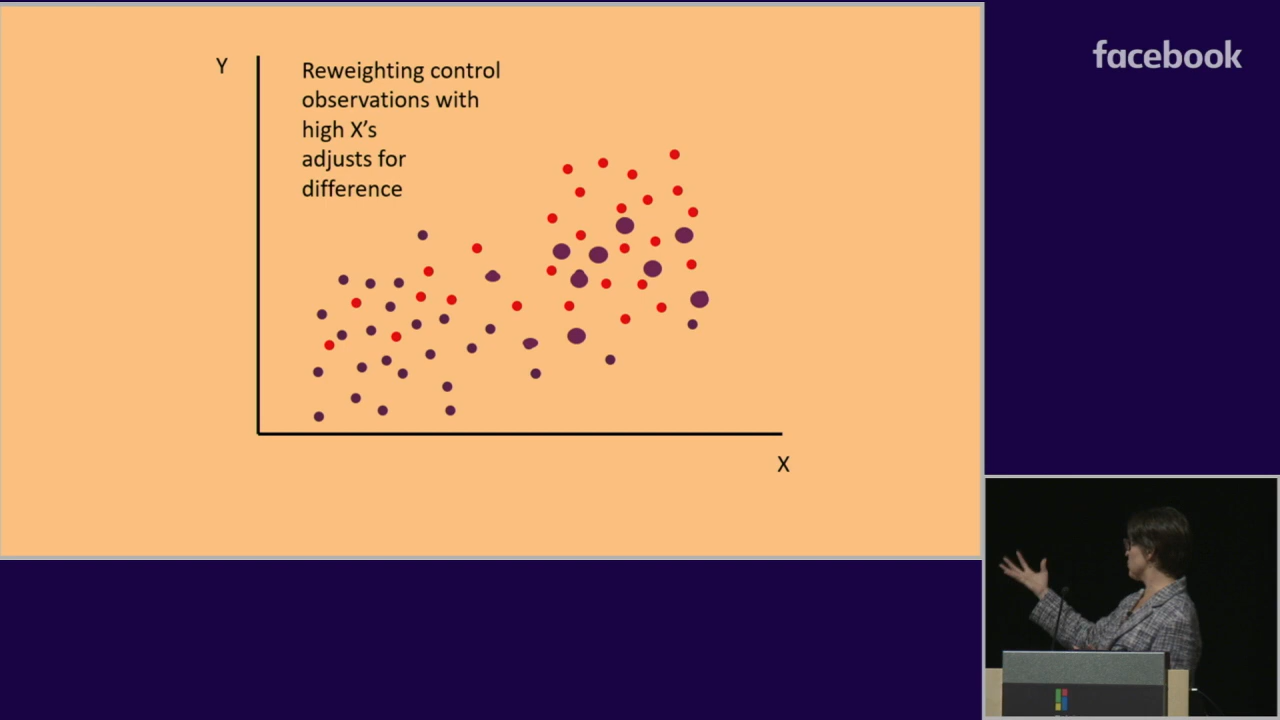 facebook
Y
Reweighting control
observations with
high X's
adjusts for
difference
X